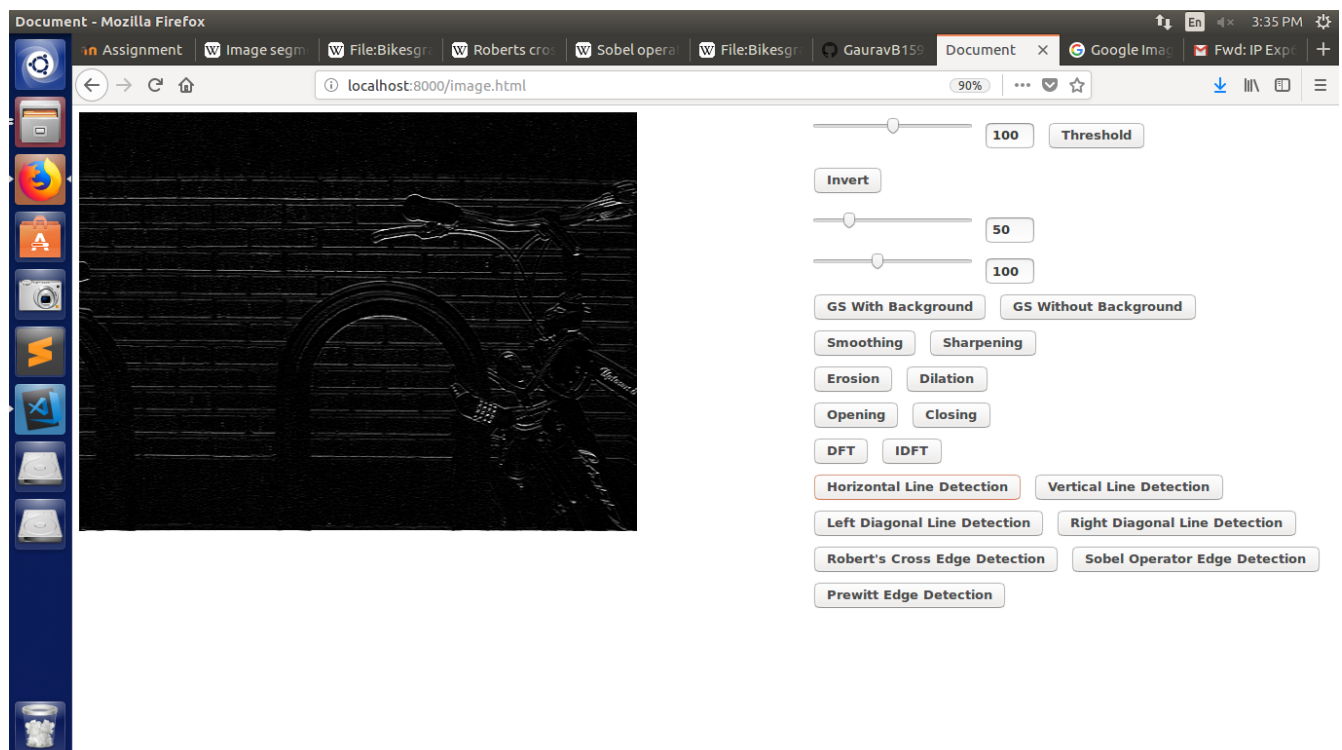 Document - Mozilla Firefox
En
3:35 PM
Assignment
Image segm
File:Bikesgr
Roberts cros
Sobel opera
File:Bikesgr
GauravB159
Document
Google Imag
Fwd: IP Exp
localhost:8000/image.html
90%
100 Threshold
Invert
50
100
GS With Background GS Without Background
Smoothing Sharpening
Erosion Dilation
Opening Closing
DFT IDFT
Horizontal Line Detection Vertical Line Detection
Left Diagonal Line Detection Right Diagonal Line Detection
Robert's Cross Edge Detection Sobel Operator Edge Detection
Prewitt Edge Detection